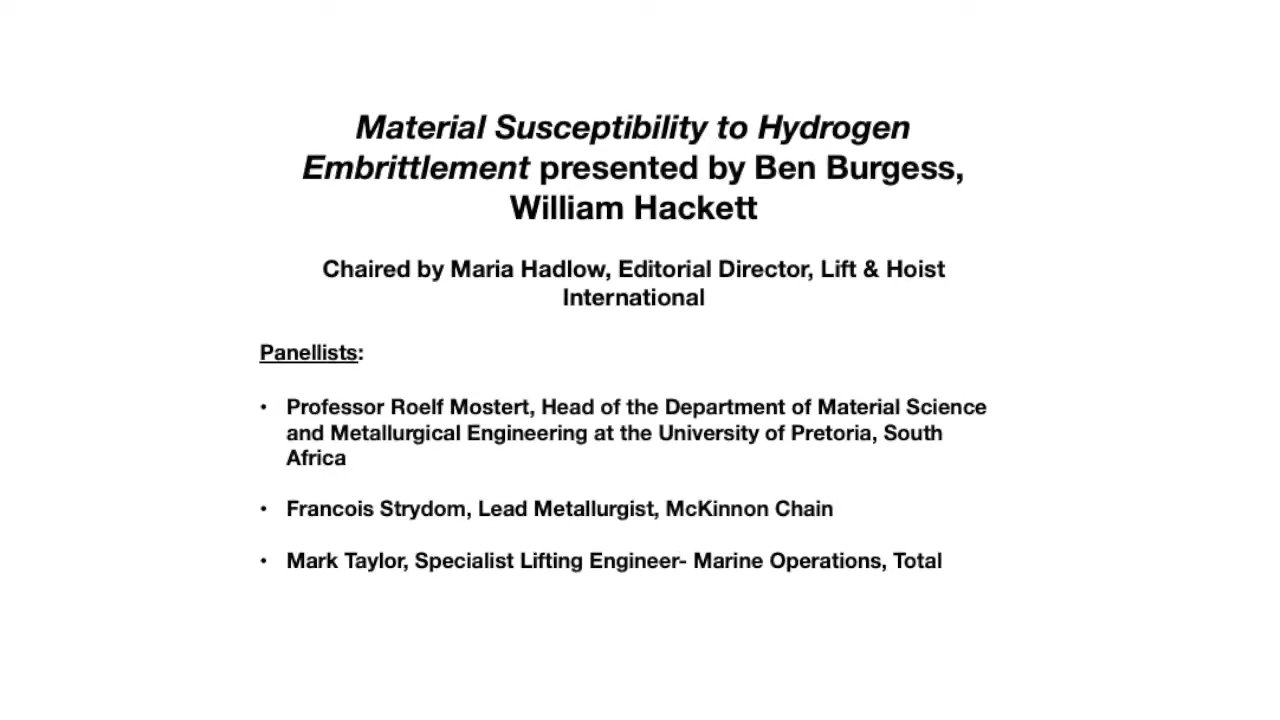 Material Susceptibility to Hydrogen
Embrittlement presented by Ben Burgess,
William Hackett
Chaired by Maria Hadlow, Editorial Director, Lift & Hoist
International
Panellists:
• Professor Roelf Mostert, Head of the Department of Material Science
and Metallurgical Engineering at the University of Pretoria, South
Africa
• Francois Strydom, Lead Metallurgist, McKinnon Chain
• Mark Taylor, Specialist Lifting Engineer- Marine Operations, Total